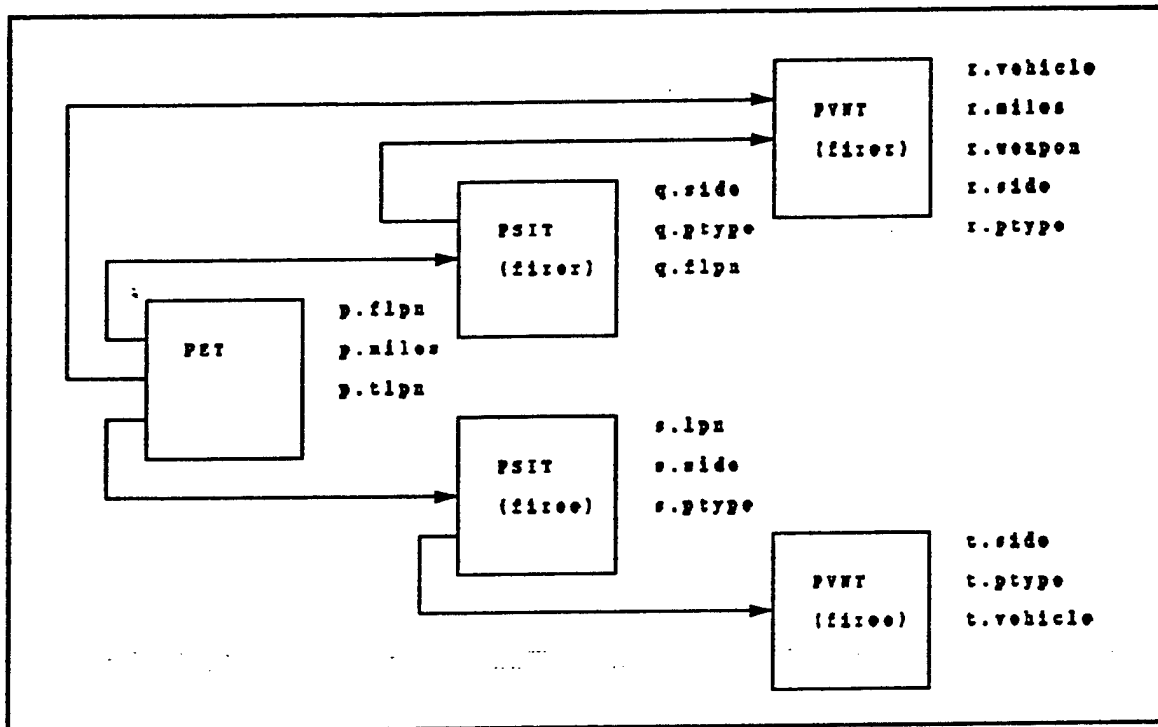 PVNT
(firer)
r.vehicle
r.miles
r.weapon
r.side
r.ptype
PSIT
(firer)
q.side
q.ptype
q.flpn
PET
p.flpn
p.miles
p.tlpn
PSIT
(firee)
s.lpn
s.side
s.ptype
PVNT
(firee)
t.side
t.ptype
t.vehicle